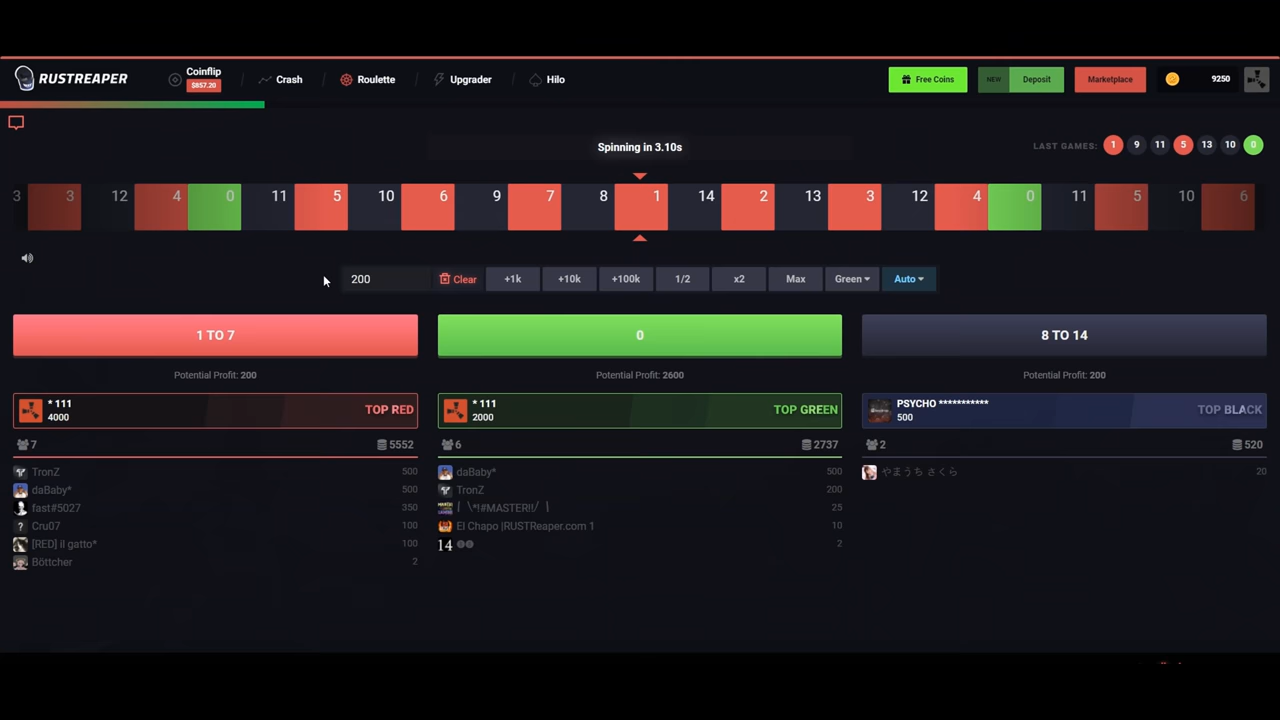 RUSTREAPER
Coinflip
$857.20
Crash
Roulette
Upgrader
Hilo
Free Coins
NEW
Deposit
Marketplace
9250
Spinning in 3.10s
LAST GAMES: 1 9 11 5 13 10 0
3 3 12 4 0 11 5 10 6 9 7 8 1 14 2 13 3 12 4 0 11 5 10 6
200 Clear +1k +10k +100k 1/2 x2 Max Green Auto
1 TO 7
Potential Profit: 200
* 111
4000
TOP RED
7 5552
TronZ 500
daBaby* 500
fast#5027 350
Cru07 100
[RED] il gatto* 100
Böttcher 2
0
Potential Profit: 2600
* 111
2000
TOP GREEN
6 2737
daBaby* 500
TronZ 200
\*!#MASTER!!/ 25
El Chapo |RUSTReaper.com 1 10
2
8 TO 14
Potential Profit: 200
PSYCHO ***********
500
TOP BLACK
2 520
やまうち さくら 20